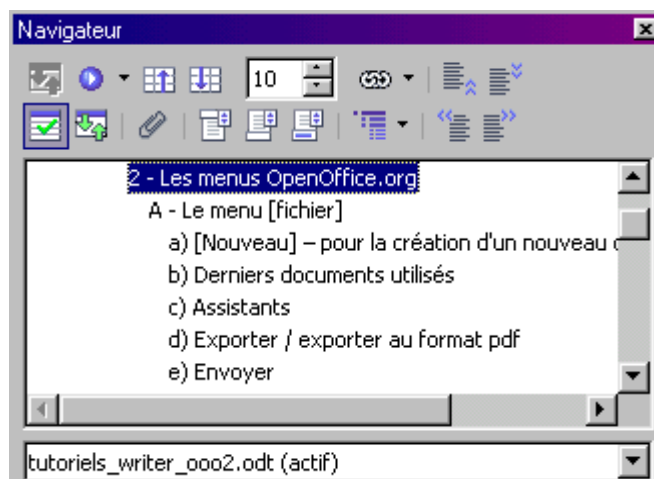 Navigateur
10
2 - Les menus OpenOffice.org
A - Le menu [fichier]
a) [Nouveau] – pour la création d'un nouveau
b) Derniers documents utilisés
c) Assistants
d) Exporter / exporter au format pdf
e) Envoyer
tutoriels_writer_ooo2.odt (actif)